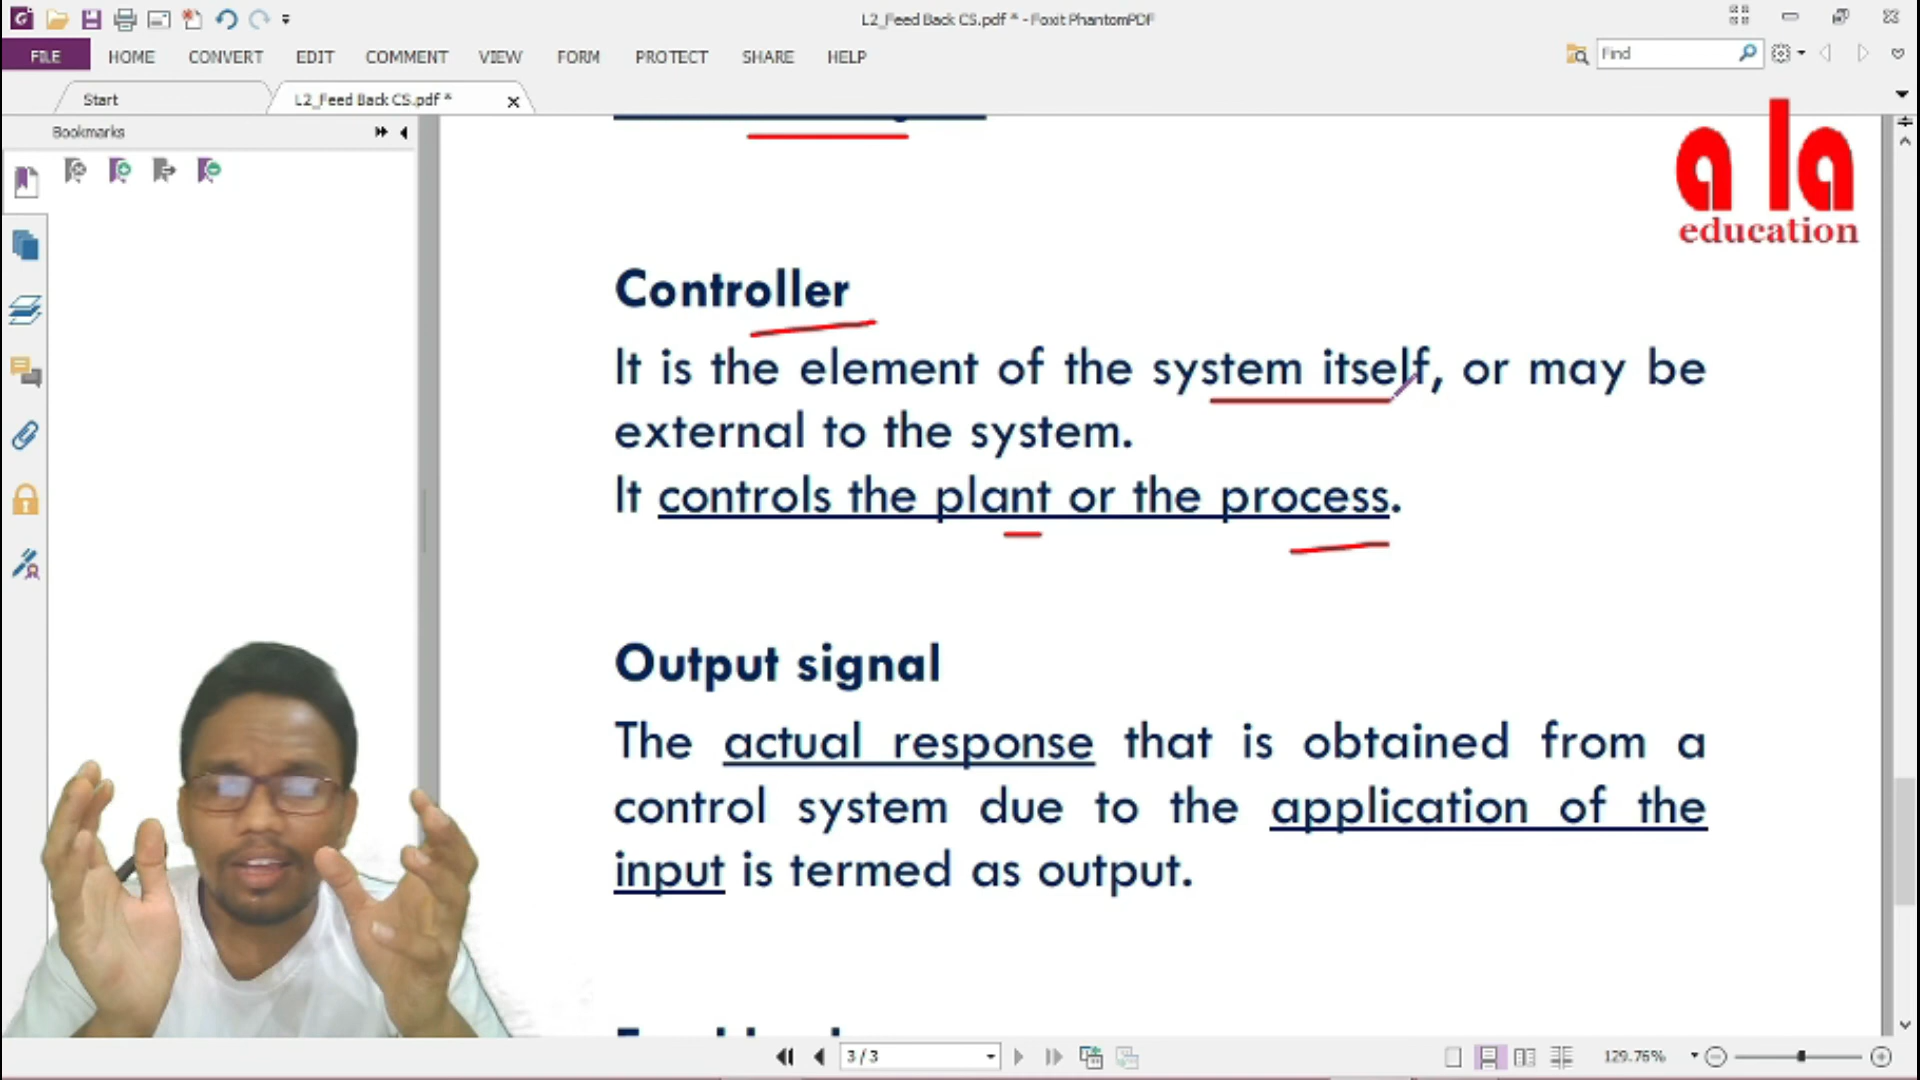 L2_Feed Back CS.pdf * - Foxit PhantomPDF
FILE HOME CONVERT EDIT COMMENT VIEW FORM PROTECT SHARE HELP
Find
Start
L2_Feed Back CS.pdf *
Bookmarks
a la
education
Controller
It is the element of the system itself, or may be
external to the system.
It controls the plant or the process.
Output signal
The actual response that is obtained from a
control system due to the application of the
input is termed as output.
3 / 3
129.76%